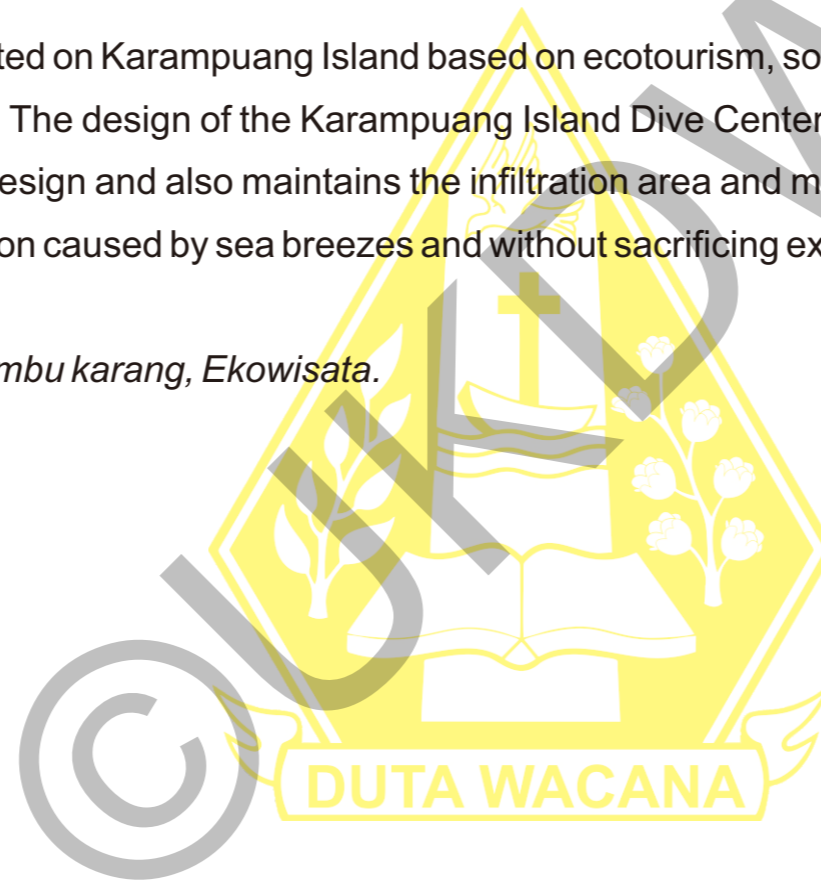 ted on Karampuang Island based on ecotourism, so
The design of the Karampuang Island Dive Center
esign and also maintains the infiltration area and m
on caused by sea breezes and without sacrificing ex
mbu karang, Ekowisata.
©UKDW
DUTA WACANA